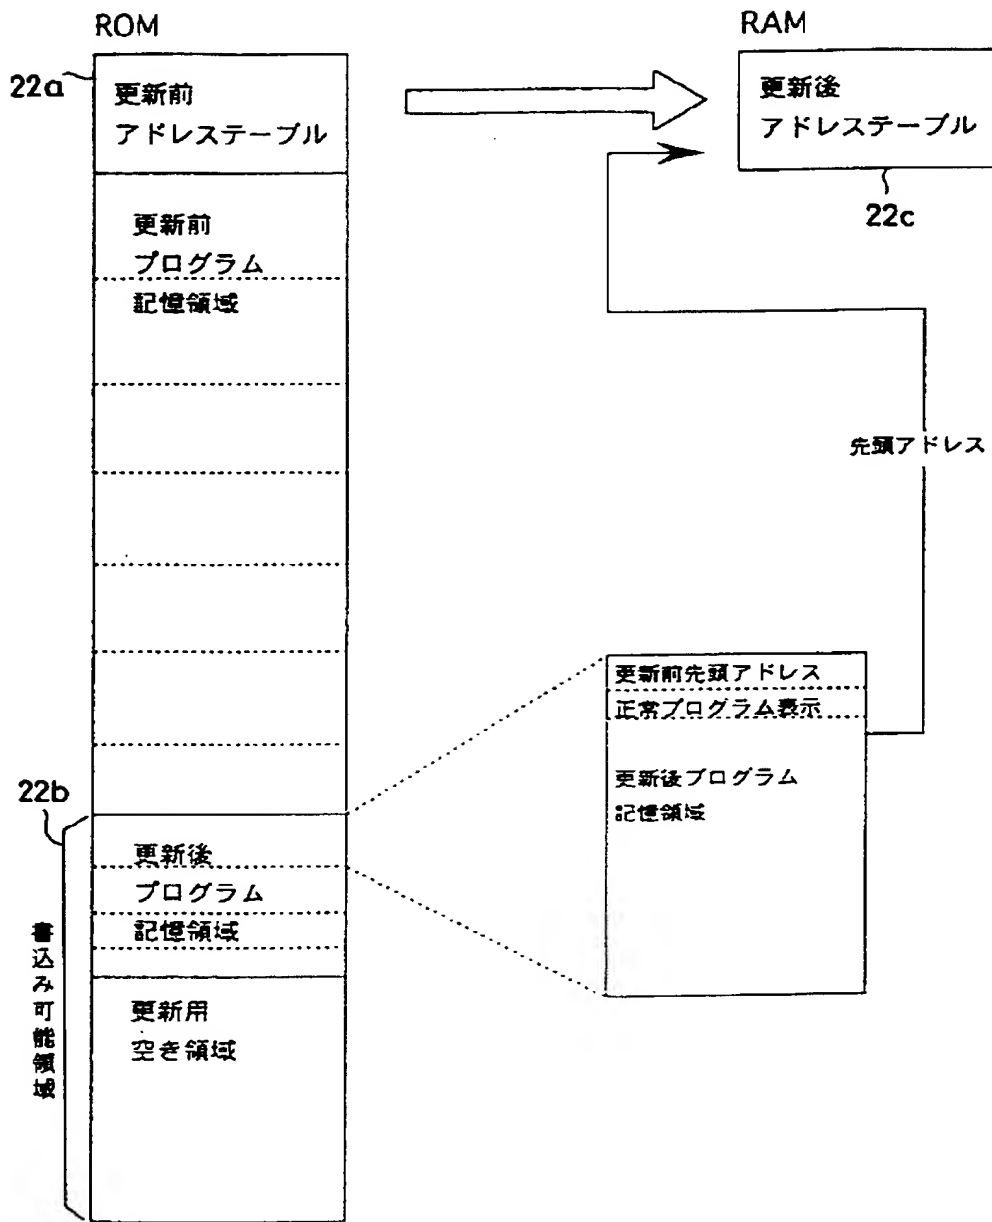 ROM
22a
更新前
アドレステーブル
更新前
プログラム
記憶領域
22b
書込み可能領域
更新後
プログラム
記憶領域
更新用
空き領域
RAM
更新後
アドレステーブル
22c
先頭アドレス
更新前先頭アドレス
正常プログラム表示
更新後プログラム
記憶領域